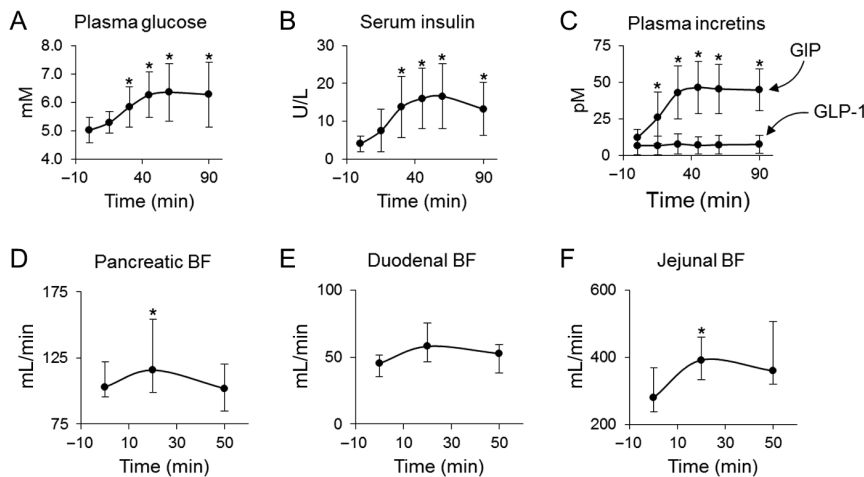 A
Plasma glucose
8.0
7.0
6.0
5.0
4.0
mM
*
*
*
*
−10
40
90
Time (min)
B
Serum insulin
30
20
10
0
U/L
*
*
*
*
−10
40
90
Time (min)
C
Plasma incretins
75
50
25
0
pM
*
*
*
*
*
GIP
GLP-1
−10
40
90
Time (min)
D
Pancreatic BF
175
125
75
mL/min
*
-10
10
30
50
Time (min)
E
Duodenal BF
100
50
0
mL/min
-10
10
30
50
Time (min)
F
Jejunal BF
600
400
200
mL/min
*
-10
10
30
50
Time (min)